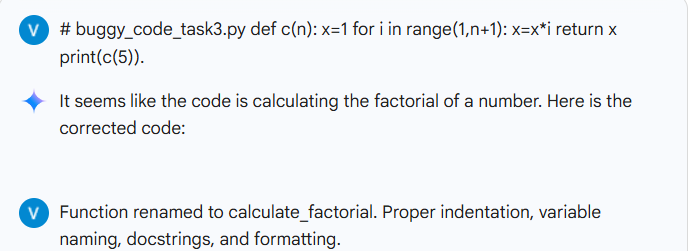 V # buggy_code_task3.py def c(n): x=1 for i in range(1,n+1): x=x*i return x
print(c(5)).
It seems like the code is calculating the factorial of a number. Here is the
corrected code:
V Function renamed to calculate_factorial. Proper indentation, variable
naming, docstrings, and formatting.